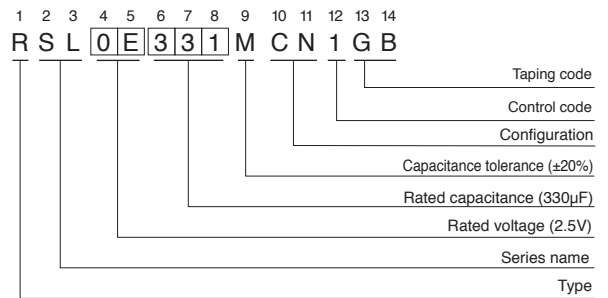 1 2 3 4 5 6 7 8 9 10 11 12 13 14
R S L 0 E 3 3 1 M C N 1 G B
Taping code
Control code
Configuration
Capacitance tolerance (±20%)
Rated capacitance (330μF)
Rated voltage (2.5V)
Series name
Type